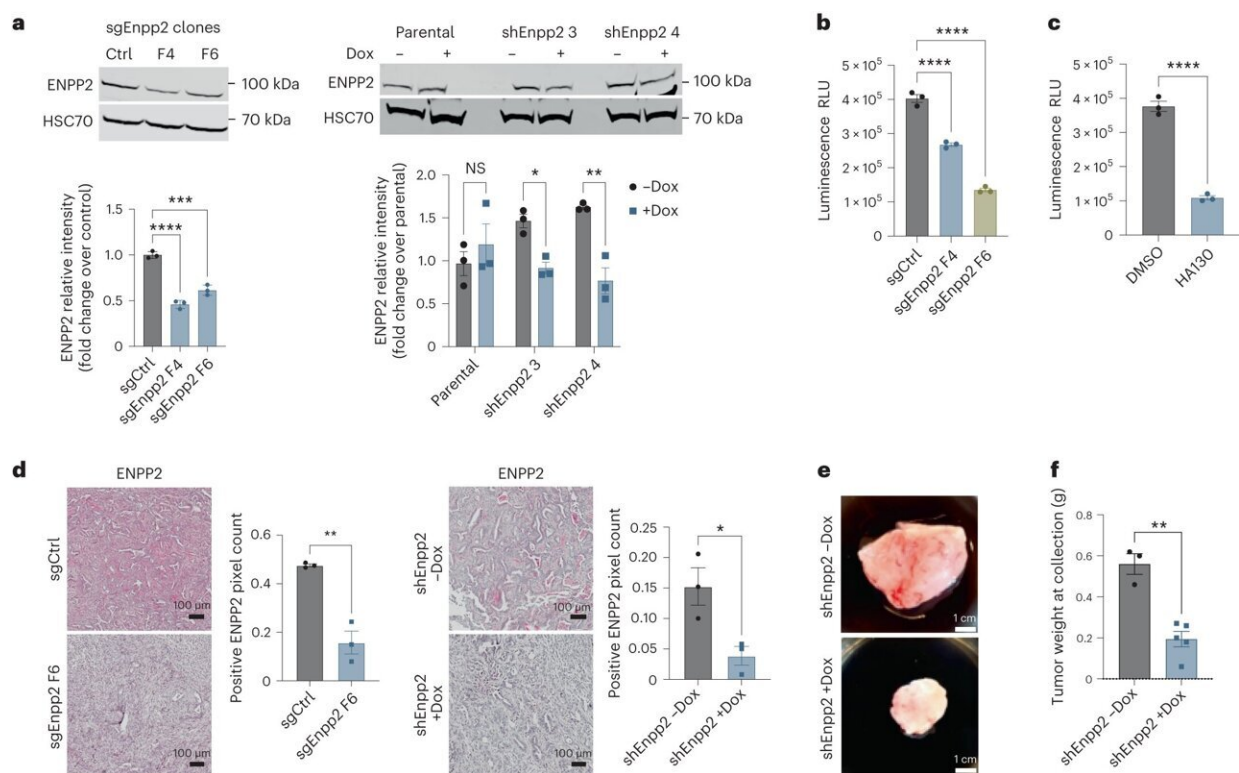 a
sgEnpp2 clones
Ctrl F4 F6
ENPP2
100 kDa
HSC70
70 kDa
Parental shEnpp2 3 shEnpp2 4
Dox – + – + – +
100 kDa
70 kDa
ENPP2 relative intensity
(fold change over control)
1.5
1.0
0.5
0
***
****
sgCtrl
sgEnpp2 F4
sgEnpp2 F6
ENPP2 relative intensity
(fold change over parental)
2.0
1.5
1.0
1.0
0
NS
*
**
–Dox
+Dox
Parental
shEnpp2 3
shEnpp2 4
b
Luminescence RLU
5 × 10⁵
4 × 10⁵
3 × 10⁵
2 × 10⁵
1 × 10⁵
0
****
****
sgCtrl
sgEnpp2 F4
sgEnpp2 F6
c
Luminescence RLU
5 × 10⁵
4 × 10⁵
3 × 10⁵
2 × 10⁵
1 × 10⁵
0
****
DMSO
HA130
d
ENPP2
sgCtrl
100 µm
sgEnpp2 F6
100 µm
Positive ENPP2 pixel count
0.6
0.4
0.2
0
**
sgCtrl
sgEnpp2 F6
ENPP2
shEnpp2
–Dox
100 µm
shEnpp2
+Dox
100 µm
Positive ENPP2 pixel count
0.25
0.20
0.15
0.10
0.05
0
*
shEnpp2 –Dox
shEnpp2 +Dox
e
shEnpp2 –Dox
1 cm
shEnpp2 +Dox
1 cm
f
Tumor weight at collection (g)
0.8
0.6
0.4
0.2
0
**
shEnpp2 –Dox
shEnpp2 +Dox